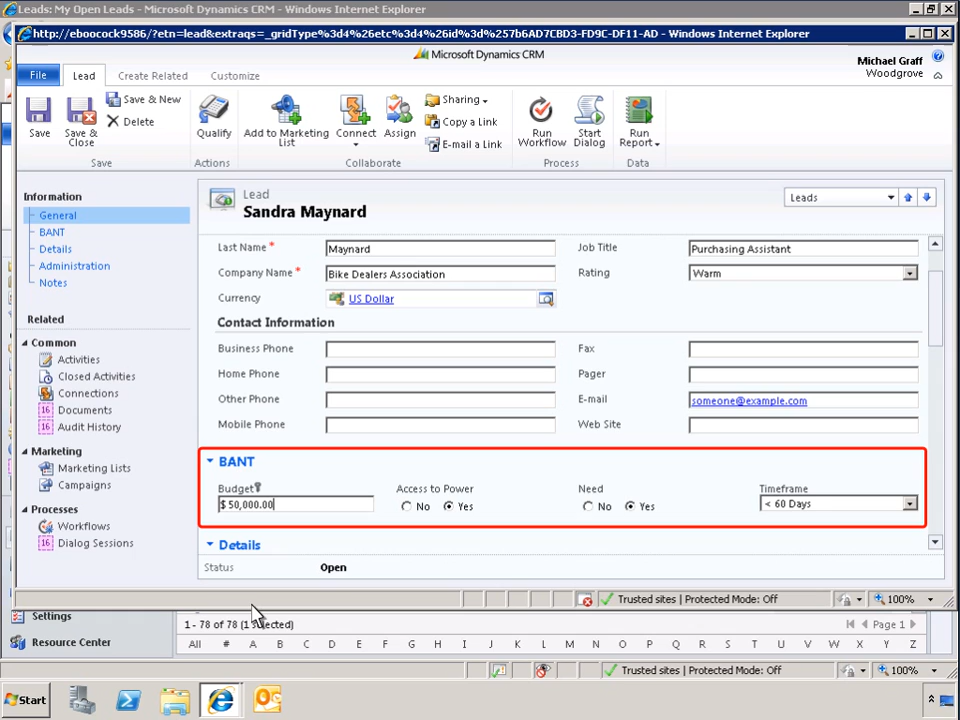 Leads: My Open Leads - Microsoft Dynamics CRM - Windows Internet Explorer
http://eboocock9586/?etn=lead&extraqs=_gridType%3d4%26etc%3d4%26id%3d%257b6AD7CBD3-FD9C-DF11-AD - Windows Internet Explorer
Microsoft Dynamics CRM
Michael Graff
Woodgrove
File Lead Create Related Customize
Save
Save & Close
Save & New
Delete
Qualify
Add to Marketing List
Connect
Assign
Sharing
Copy a Link
E-mail a Link
Run Workflow
Start Dialog
Run Report
Save Actions Collaborate Process Data
Information
General
BANT
Details
Administration
Notes
Related
Common
Activities
Closed Activities
Connections
16 Documents
16 Audit History
Marketing
Marketing Lists
Campaigns
Processes
Workflows
16 Dialog Sessions
Lead
Sandra Maynard
Leads
Last Name * Maynard Job Title Purchasing Assistant
Company Name * Bike Dealers Association Rating Warm
Currency US Dollar
Contact Information
Business Phone Fax
Home Phone Pager
Other Phone E-mail someone@example.com
Mobile Phone Web Site
BANT
Budget Access to Power Need Timeframe
$ 50,000.00 No Yes No Yes < 60 Days
Details
Status Open
Trusted sites | Protected Mode: Off 100%
Settings
Resource Center
1 - 78 of 78 (1 selected) Page 1
All # A B C D E F G H I J K L M N O P Q R S T U V W X Y Z
Trusted sites | Protected Mode: Off 100%
Start